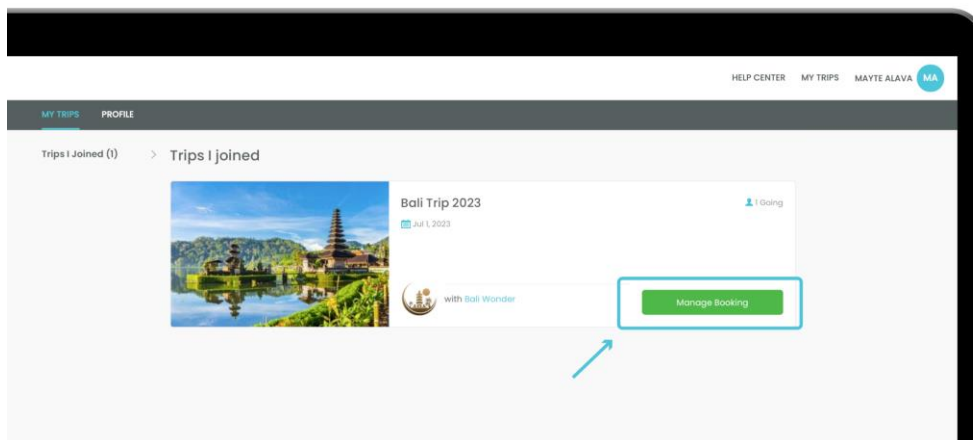 HELP CENTER MY TRIPS MAYTE ALAVA MA
MY TRIPS PROFILE
Trips I Joined (1) > Trips I joined
Bali Trip 2023
1 Going
Jul 1, 2023
with Bali Wonder
Manage Booking